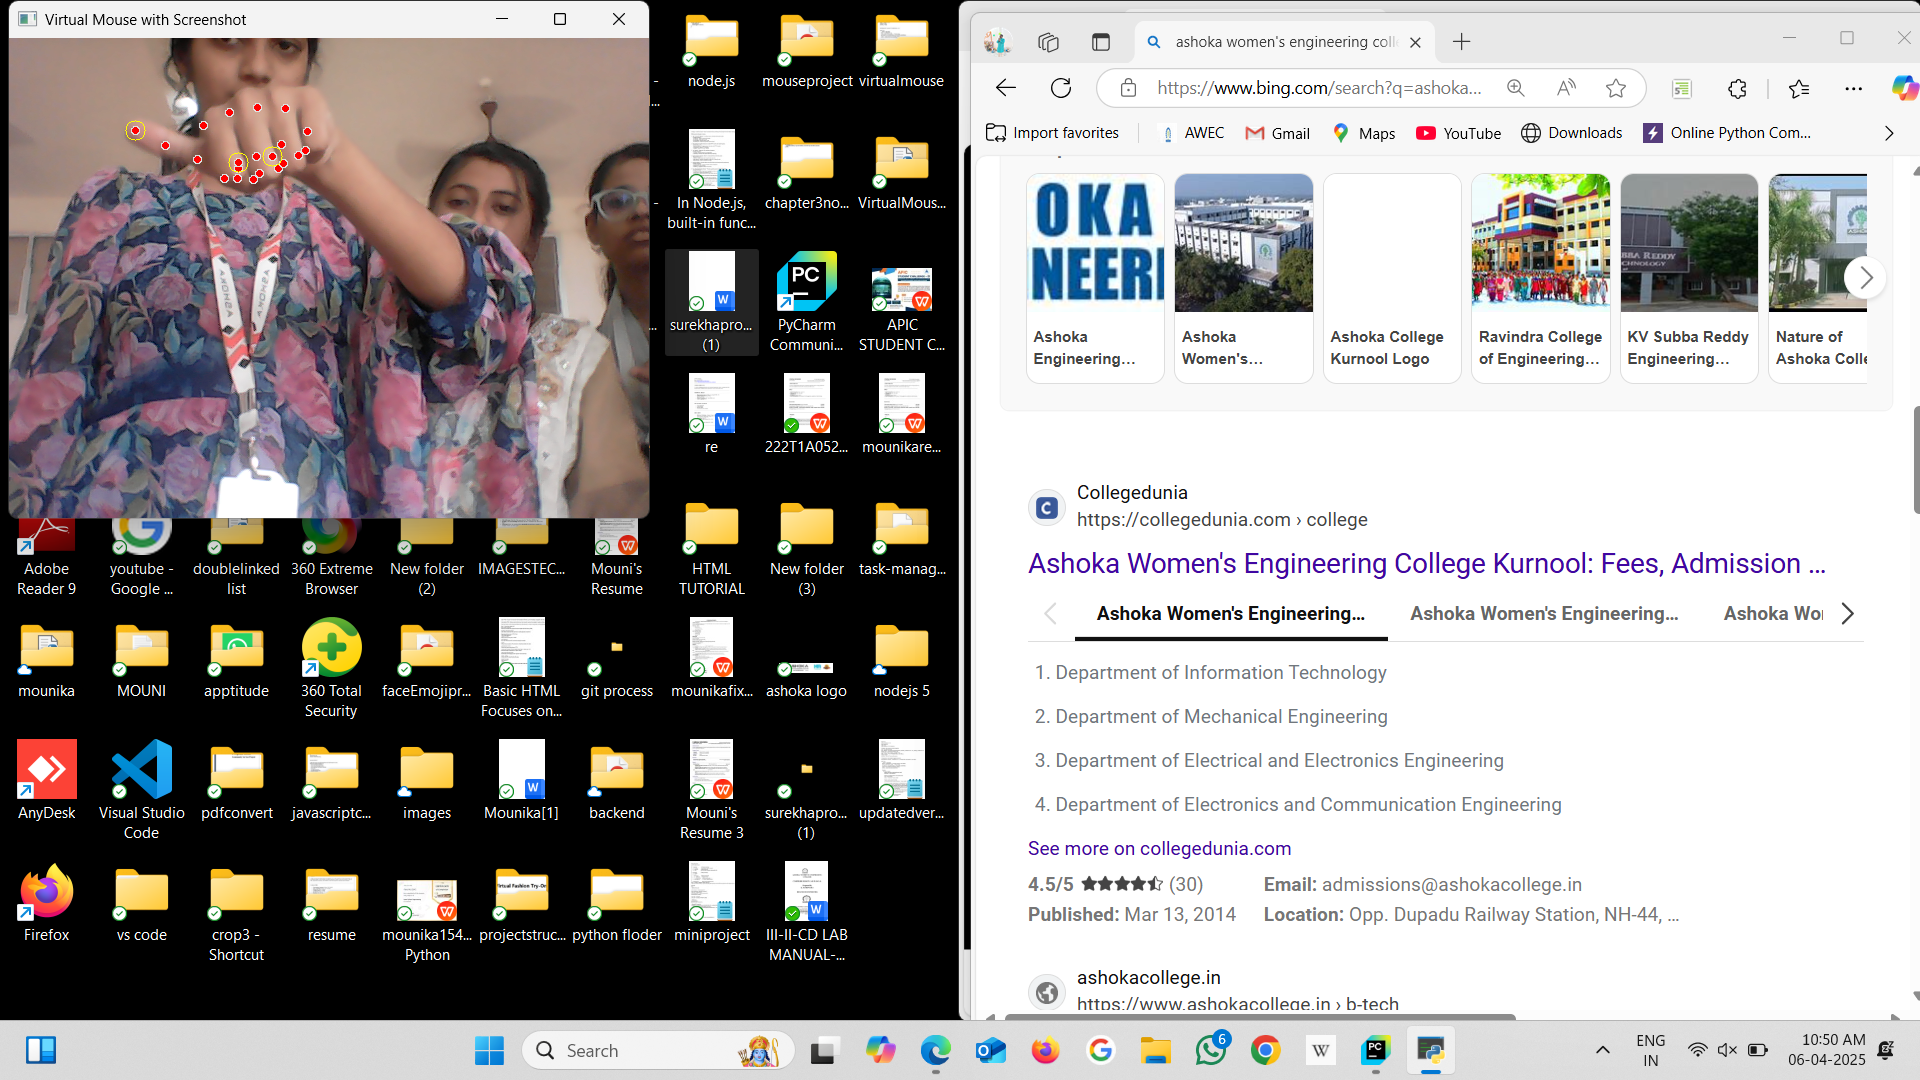 Virtual Mouse with Screenshot
node.js
mouseproject
virtualmouse
In Node.js,
built-in func...
chapter3no...
VirtualMous...
surekhapro...
(1)
PyCharm
Communi...
APIC
STUDENT C...
re
222T1A052...
mounikare...
Adobe
Reader 9
youtube -
Google ...
doublelinked
list
360 Extreme
Browser
New folder
(2)
IMAGESTEC...
Mouni's
Resume
HTML
TUTORIAL
New folder
(3)
task-manag...
mounika
MOUNI
apptitude
360 Total
Security
faceEmojipr...
Basic HTML
Focuses on...
git process
mounikafix...
ashoka logo
nodejs 5
AnyDesk
Visual Studio
Code
pdfconvert
javascriptc...
images
Mounika[1]
backend
Mouni's
Resume 3
surekhapro...
(1)
updatedver...
Firefox
vs code
crop3 -
Shortcut
resume
mounika154...
Python
projectstruc...
python floder
miniproject
III-II-CD LAB
MANUAL-...
ashoka women's engineering coll
https://www.bing.com/search?q=ashoka...
Import favorites
AWEC
Gmail
Maps
YouTube
Downloads
Online Python Com...
OKA
NEERI
Ashoka
Engineering...
Ashoka
Women's...
Ashoka College
Kurnool Logo
Ravindra College
of Engineering...
KV Subba Reddy
Engineering...
Nature of
Ashoka Colle
Collegedunia
https://collegedunia.com › college
Ashoka Women's Engineering College Kurnool: Fees, Admission ...
Ashoka Women's Engineering...
Ashoka Women's Engineering...
Ashoka Wo
1. Department of Information Technology
2. Department of Mechanical Engineering
3. Department of Electrical and Electronics Engineering
4. Department of Electronics and Communication Engineering
See more on collegedunia.com
4.5/5 (30)
Email: admissions@ashokacollege.in
Published: Mar 13, 2014
Location: Opp. Dupadu Railway Station, NH-44, ...
ashokacollege.in
https://www.ashokacollege.in › b-tech
Search
6
ENG
IN
10:50 AM
06-04-2025